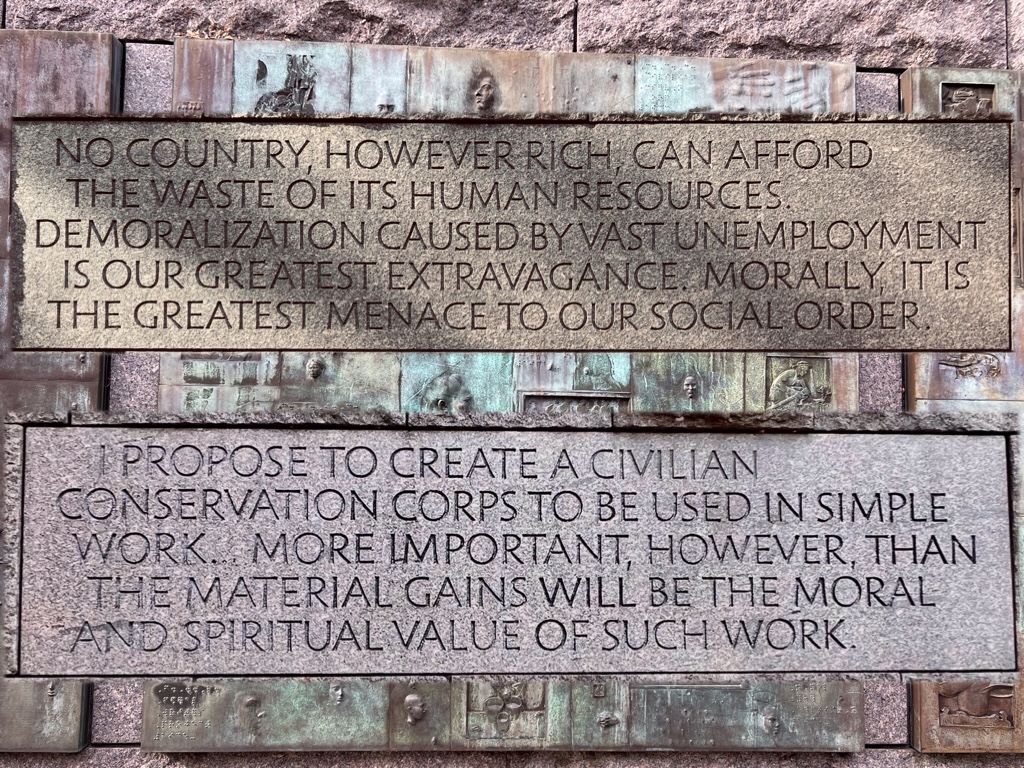 NO COUNTRY, HOWEVER RICH, CAN AFFORD
THE WASTE OF ITS HUMAN RESOURCES.
DEMORALIZATION CAUSED BY VAST UNEMPLOYMENT
IS OUR GREATEST EXTRAVAGANCE. MORALLY, IT IS
THE GREATEST MENACE TO OUR SOCIAL ORDER.
I PROPOSE TO CREATE A CIVILIAN
CONSERVATION CORPS TO BE USED IN SIMPLE
WORK... MORE IMPORTANT, HOWEVER, THAN
THE MATERIAL GAINS WILL BE THE MORAL
AND SPIRITUAL VALUE OF SUCH WORK.